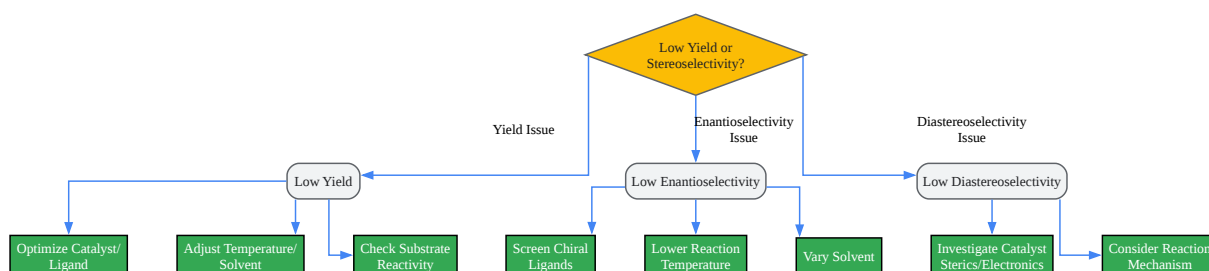 Low Yield or
Stereoselectivity?
Yield Issue
Enantioselectivity
Issue
Diastereoselectivity
Issue
Low Yield
Low Enantioselectivity
Low Diastereoselectivity
Optimize Catalyst/
Ligand
Adjust Temperature/
Solvent
Check Substrate
Reactivity
Screen Chiral
Ligands
Lower Reaction
Temperature
Vary Solvent
Investigate Catalyst
Sterics/Electronics
Consider Reaction
Mechanism